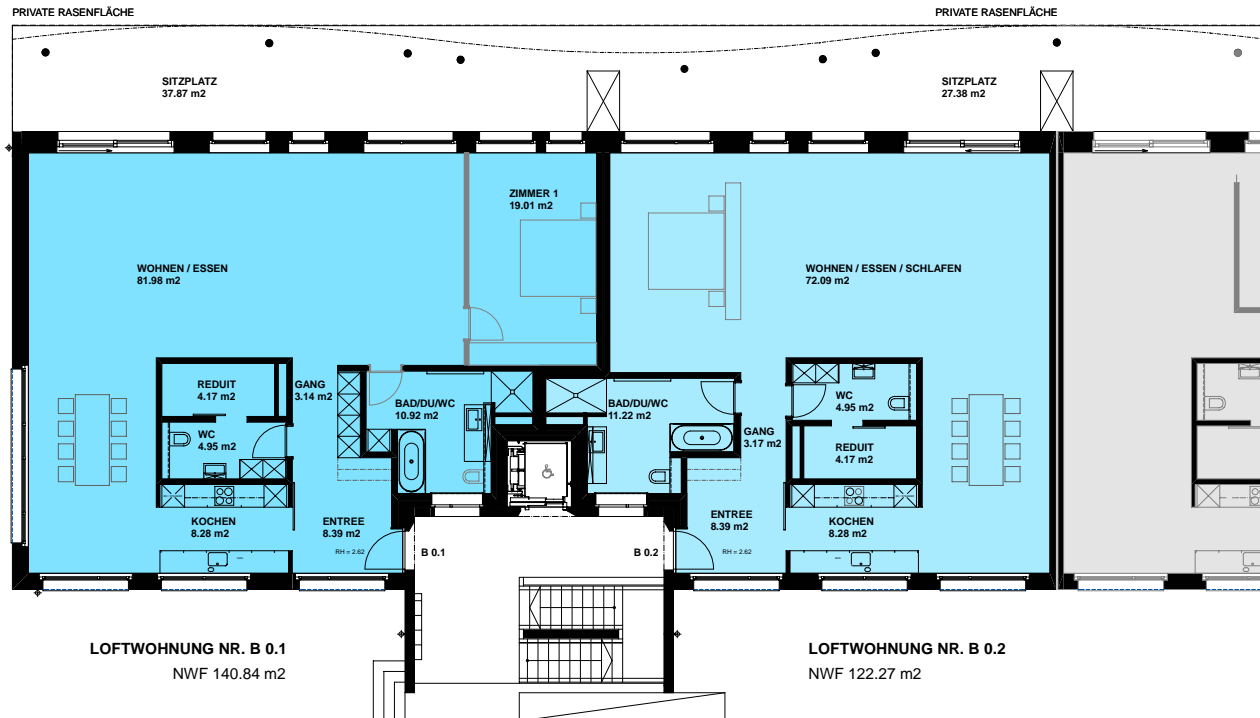 PRIVATE RASENFLÄCHE
PRIVATE RASENFLÄCHE
SITZPLATZ
37.87 m2
SITZPLATZ
27.38 m2
ZIMMER 1
19.01 m2
WOHNEN / ESSEN
81.98 m2
WOHNEN / ESSEN / SCHLAFEN
72.09 m2
REDUIT
4.17 m2
GANG
3.14 m2
BAD/DU/WC
10.92 m2
BAD/DU/WC
11.22 m2
WC
4.95 m2
WC
4.95 m2
GANG
3.17 m2
REDUIT
4.17 m2
KOCHEN
8.28 m2
ENTREE
8.39 m2
RH = 2.62
B 0.1
B 0.2
ENTREE
8.39 m2
RH = 2.62
KOCHEN
8.28 m2
LOFTWOHNUNG NR. B 0.1
NWF 140.84 m2
LOFTWOHNUNG NR. B 0.2
NWF 122.27 m2